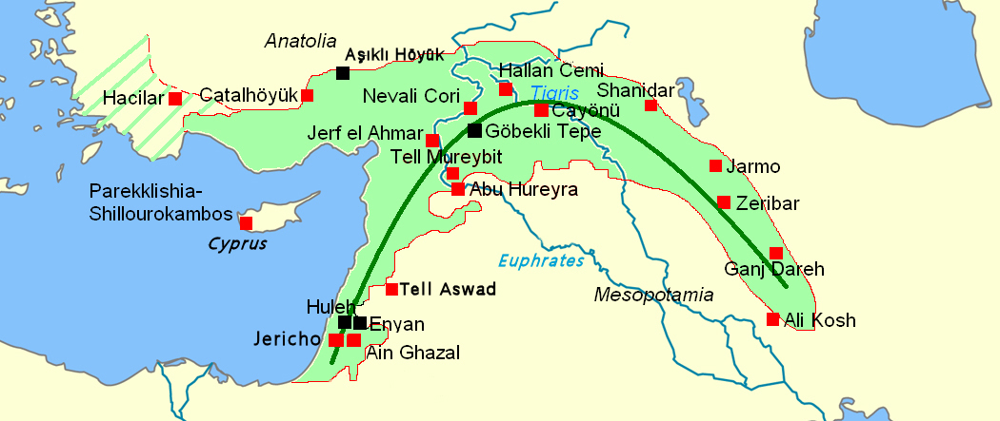 Anatolia
Aşıklı Höyük
Hallan Cemi
Hacilar
Catalhöyük
Nevali Cori
Tigris
Shanidar
Cayönü
Jerf el Ahmar
Göbekli Tepe
Tell Mureybit
Jarmo
Parekklishia-
Shillourokambos
Abu Hureyra
Zeribar
Cyprus
Euphrates
Ganj Dareh
Tell Aswad
Mesopotamia
Huleh
Enyan
Ali Kosh
Jericho
Ain Ghazal